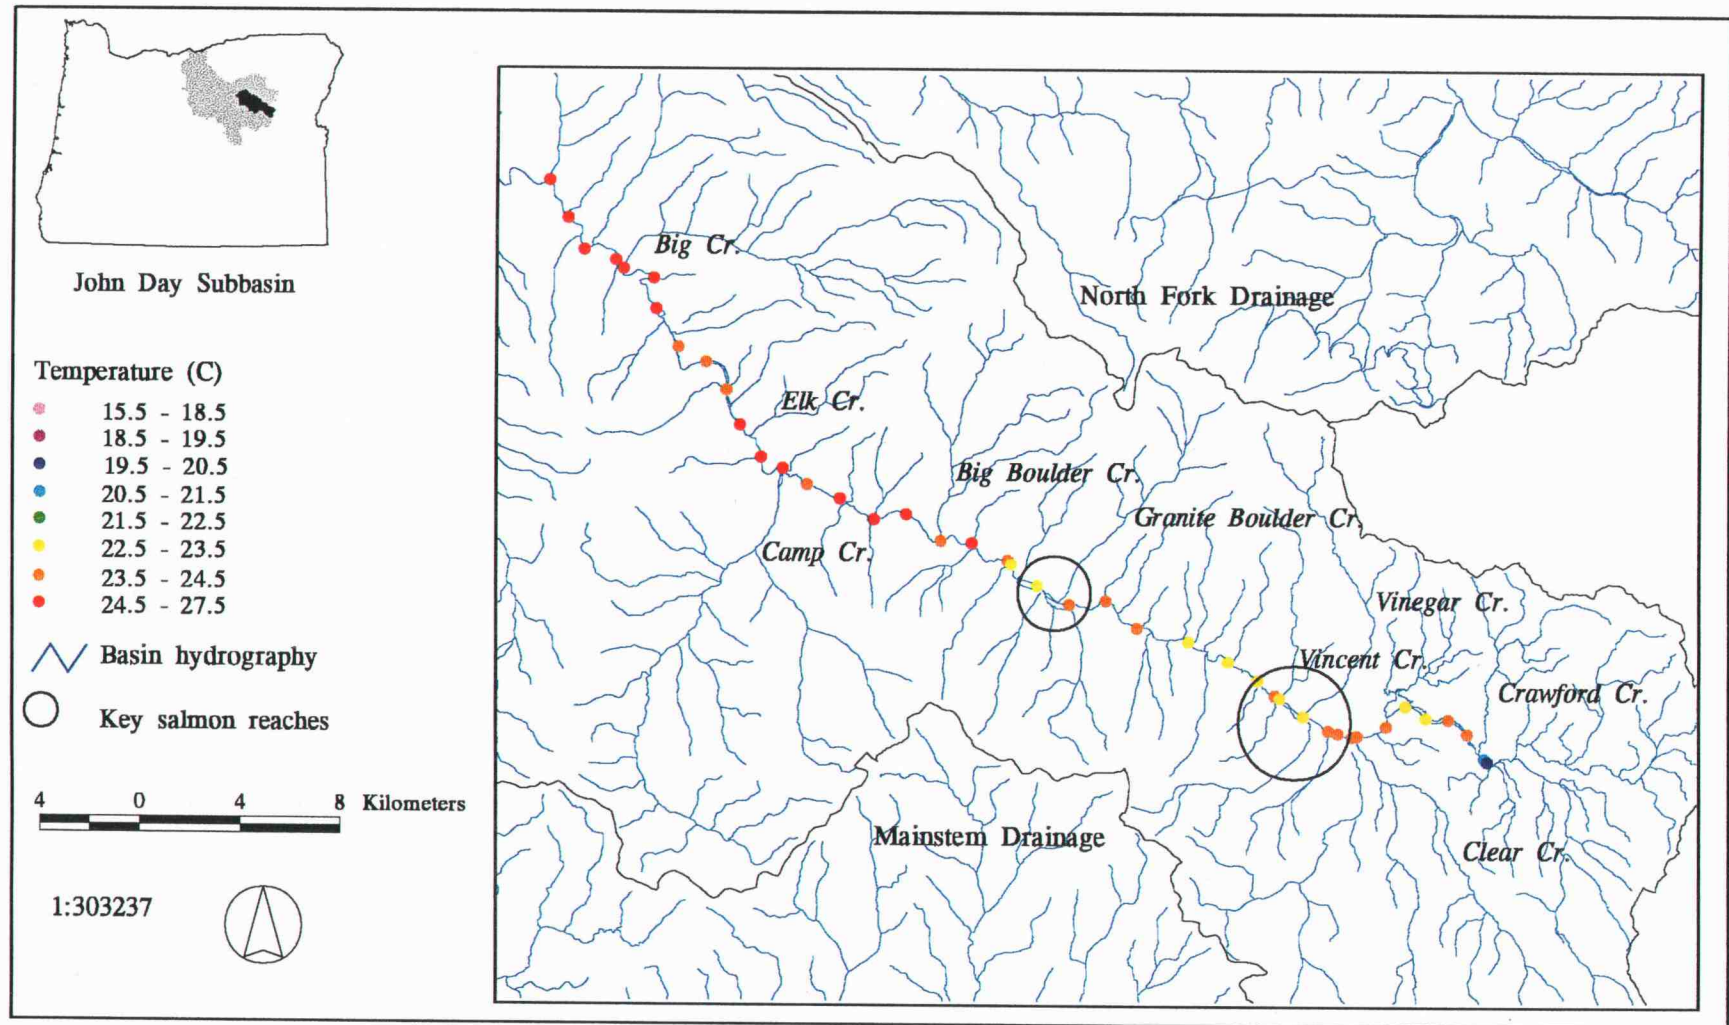 John Day Subbasin
Temperature (C)
15.5 - 18.5
18.5 - 19.5
19.5 - 20.5
20.5 - 21.5
21.5 - 22.5
22.5 - 23.5
23.5 - 24.5
24.5 - 27.5
Basin hydrography
Key salmon reaches
4 0 4 8 Kilometers
1:303237
Big Cr.
North Fork Drainage
Elk Cr.
Big Boulder Cr.
Granite Boulder Cr.
Camp Cr.
Vinegar Cr.
Vincent Cr.
Crawford Cr.
Mainstem Drainage
Clear Cr.